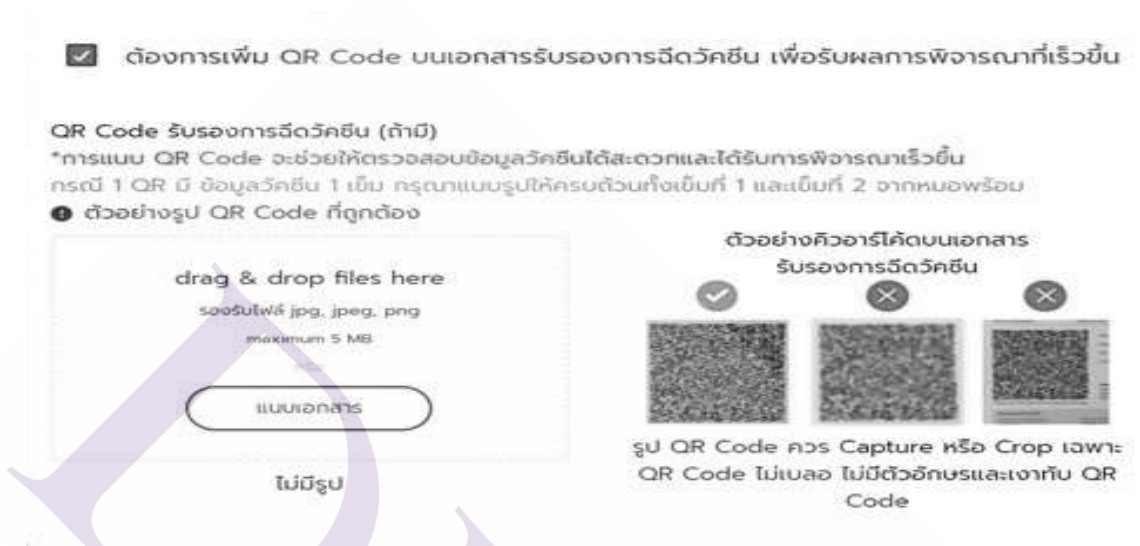 ต้องการเพิ่ม QR Code บนเอกสารรับรองการฉีดวัคซีน เพื่อรับผลการพิจารณาที่เร็วขึ้น
QR Code รับรองการฉีดวัคซีน (ถ้ามี)
*การแนบ QR Code จะช่วยให้ตรวจสอบข้อมูลวัคซีนได้สะดวกและได้รับการพิจารณาเร็วขึ้น
กรณี 1 QR มี ข้อมูลวัคซีน 1 เข็ม กรุณาแนบรูปให้ครบถ้วนทั้งเข็มที่ 1 และเข็มที่ 2 จากหมอพร้อม
ตัวอย่างรูป QR Code ที่ถูกต้อง
drag & drop files here
รองรับไฟล์ jpg, jpeg, png
maximum 5 MB
แนบเอกสาร
ไม่มีรูป
ตัวอย่างคิวอาร์โค้ดบนเอกสาร
รับรองการฉีดวัคซีน
รูป QR Code ควร Capture หรือ Crop เฉพาะ
QR Code ไม่เบลอ ไม่มีตัวอักษรและเงาทับ QR
Code